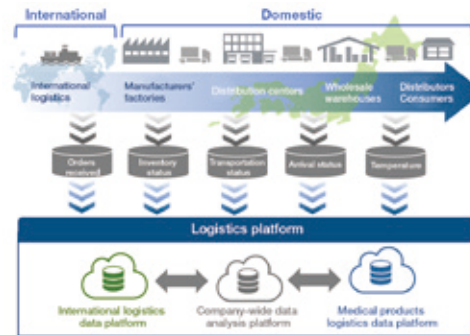 International
Domestic
International
logistics
Manufacturers'
factories
Distribution centers
Wholesale
warehouses
Distributors
Consumers
Orders
received
Inventory
status
Transportation
status
Arrival status
Temperature
Logistics platform
International logistics
data platform
Company-wide data
analysis platform
Medical products
logistics data platform